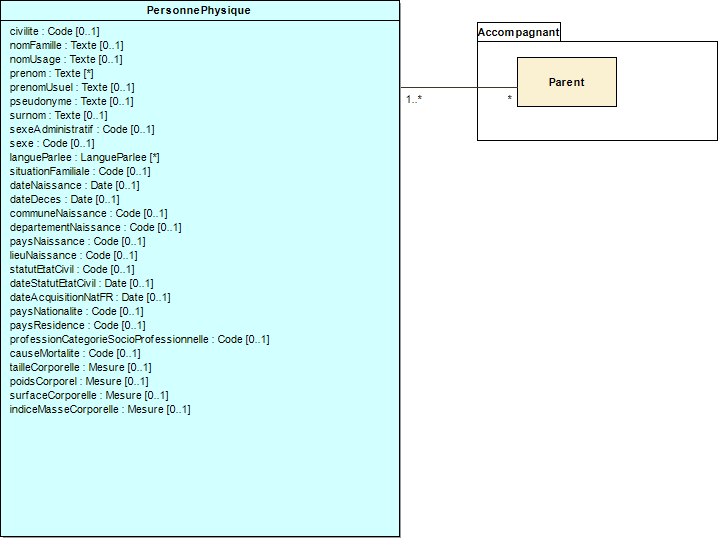 PersonnePhysique
civilite : Code [0..1]
nomFamille : Texte [0..1]
nomUsage : Texte [0..1]
prenom : Texte [*]
prenomUsuel : Texte [0..1]
pseudonyme : Texte [0..1]
surnom : Texte [0..1]
sexeAdministratif : Code [0..1]
sexe : Code [0..1]
langueParlee : LangueParlee [*]
situationFamiliale : Code [0..1]
dateNaissance : Date [0..1]
dateDeces : Date [0..1]
communeNaissance : Code [0..1]
departementNaissance : Code [0..1]
paysNaissance : Code [0..1]
lieuNaissance : Code [0..1]
statutEtatCivil : Code [0..1]
dateStatutEtatCivil : Date [0..1]
dateAcquisitionNatFR : Date [0..1]
paysNationalite : Code [0..1]
paysResidence : Code [0..1]
professionCategorieSocioProfessionnelle : Code [0..1]
causeMortalite : Code [0..1]
tailleCorporelle : Mesure [0..1]
poidsCorporel : Mesure [0..1]
surfaceCorporelle : Mesure [0..1]
indiceMasseCorporelle : Mesure [0..1]
1..*
*
Accompagnant
Parent